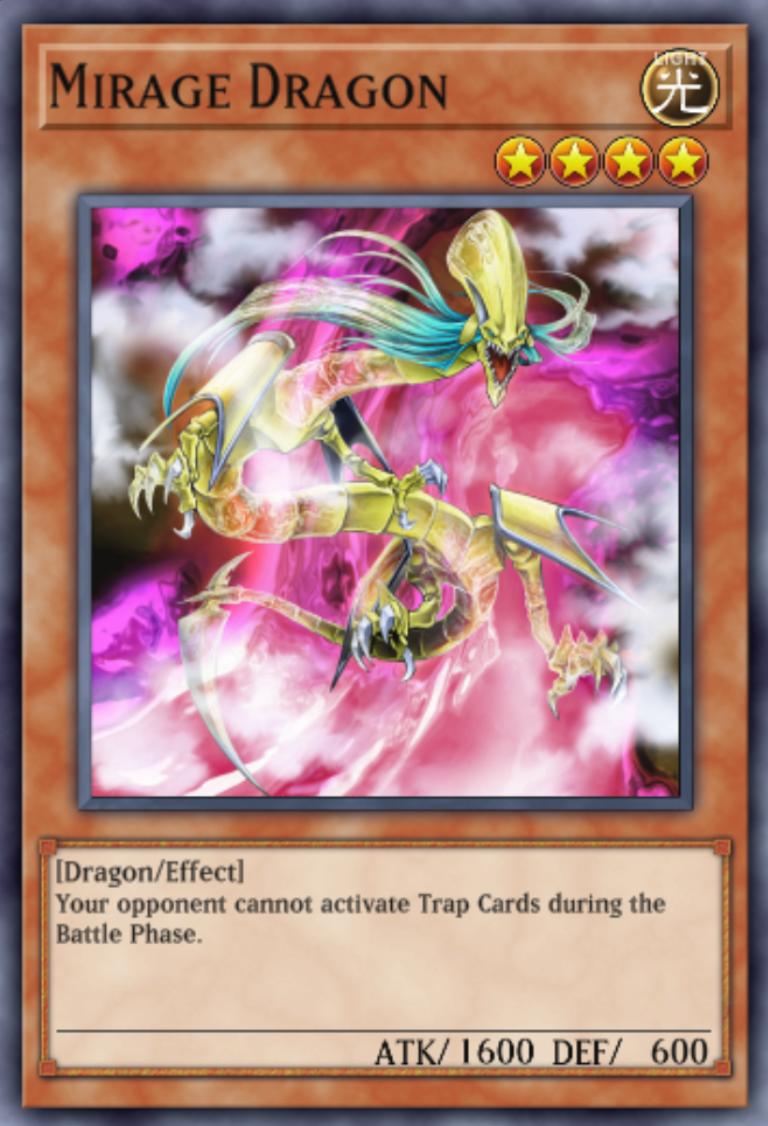 MIRAGE DRAGON
LIGHT
光
[Dragon/Effect]
Your opponent cannot activate Trap Cards during the
Battle Phase.
ATK/ 1600 DEF/ 600